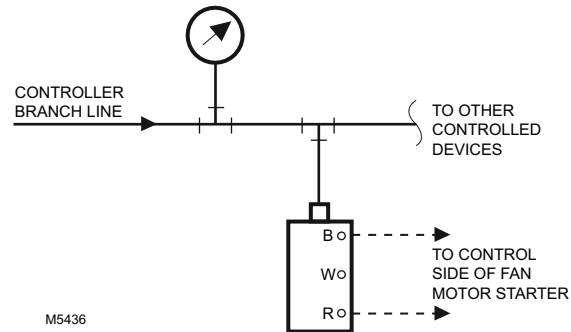 CONTROLLER
BRANCH LINE
TO OTHER
CONTROLLED
DEVICES
B
W
R
TO CONTROL
SIDE OF FAN
MOTOR STARTER
M5436